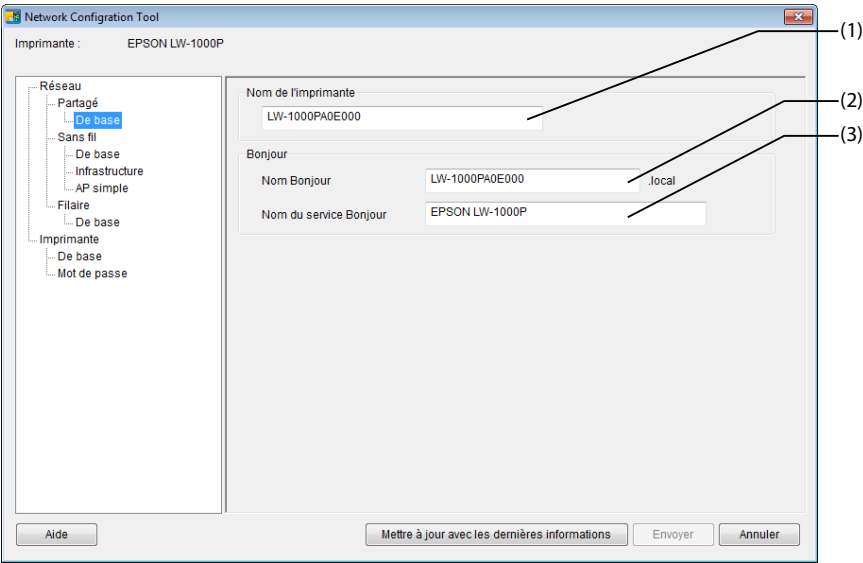 Network Configration Tool
Imprimante : EPSON LW-1000P
(1)
(2)
(3)
Réseau
Partagé
De base
Sans fil
De base
Infrastructure
AP simple
Filaire
De base
Imprimante
De base
Mot de passe
Nom de l'imprimante
LW-1000PA0E000
Bonjour
Nom Bonjour LW-1000PA0E000 .local
Nom du service Bonjour EPSON LW-1000P
Aide Mettre à jour avec les dernières informations Envoyer Annuler